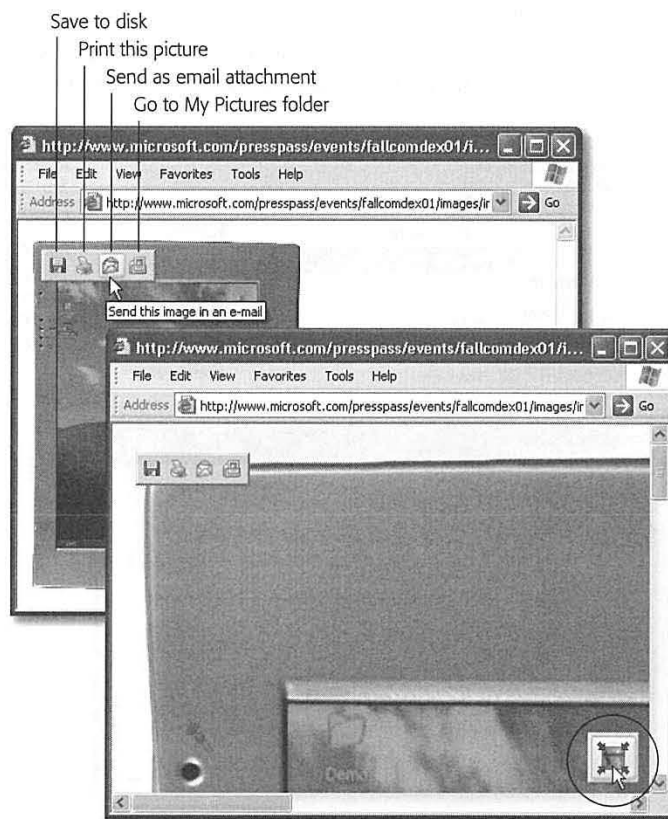 Save to disk
Print this picture
Send as email attachment
Go to My Pictures folder
http://www.microsoft.com/presspass/events/fallcomdex01/i...
File Edit View Favorites Tools Help
Address http://www.microsoft.com/presspass/events/fallcomdex01/images/ir Go
Send this image in an e-mail
http://www.microsoft.com/presspass/events/fallcomdex01/i...
File Edit View Favorites Tools Help
Address http://www.microsoft.com/presspass/events/fallcomdex01/images/ir Go
Demo